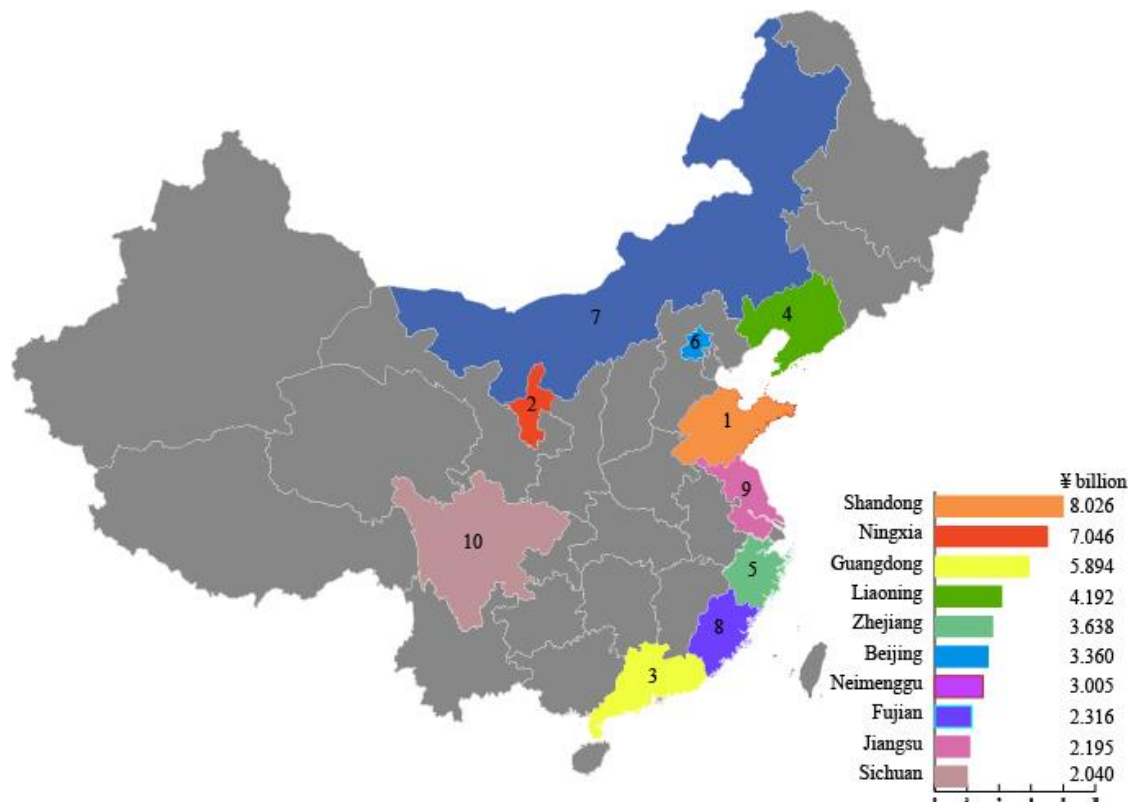 7
4
6
2
1
9
10
5
8
3
¥ billion
Shandong 8.026
Ningxia 7.046
Guangdong 5.894
Liaoning 4.192
Zhejiang 3.638
Beijing 3.360
Neimenggu 3.005
Fujian 2.316
Jiangsu 2.195
Sichuan 2.040